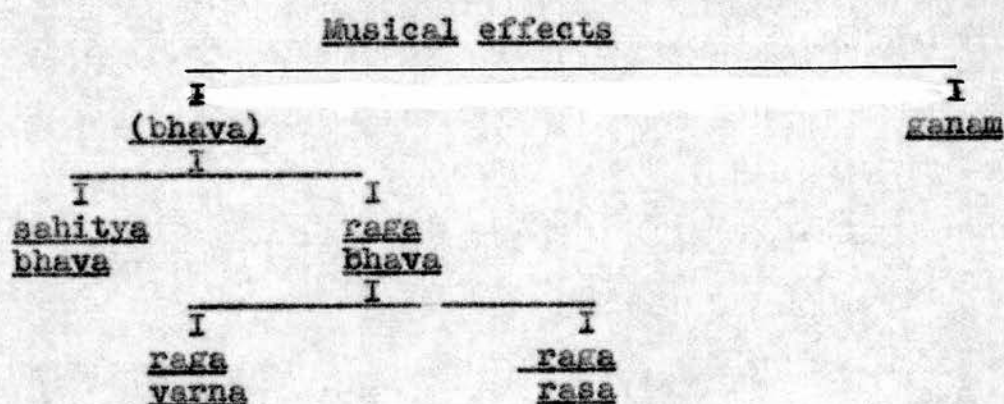 Musical effects
I I
(bhava) ganam
I
I I
sahitya raga
bhava bhava
I
I I
raga raga
varna rasa